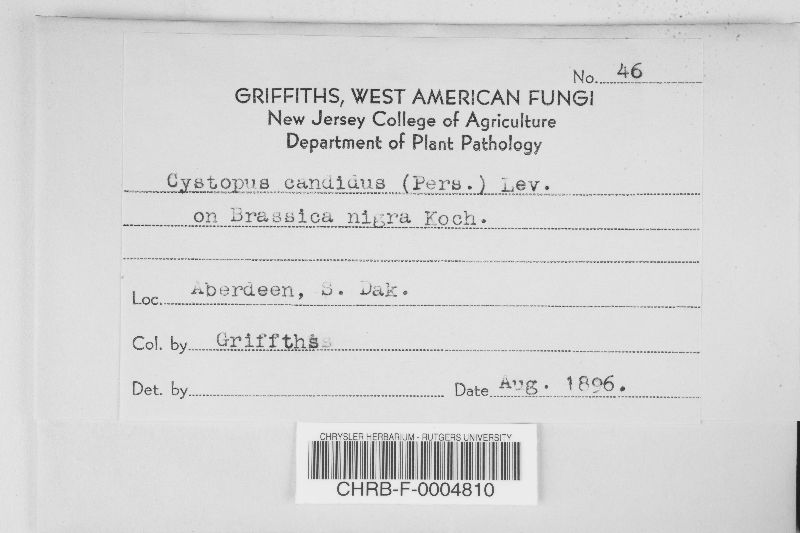 No. 46
GRIFFITHS, WEST AMERICAN FUNGI
New Jersey College of Agriculture
Department of Plant Pathology
Cystopus candidus (Pers.) Lev.
on Brassica nigra Koch.
Loc. Aberdeen, S. Dak.
Col. by Griffths
Det. by
Date Aug. 1896.
CHRYSLER HERBARIUM - RUTGERS UNIVERSITY
CHRB-F-0004810